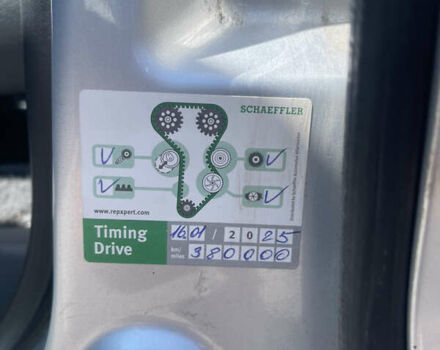 SCHAEFFLER
www.repxpert.com
Timing Drive
16.01 / 2025
km/miles 380000